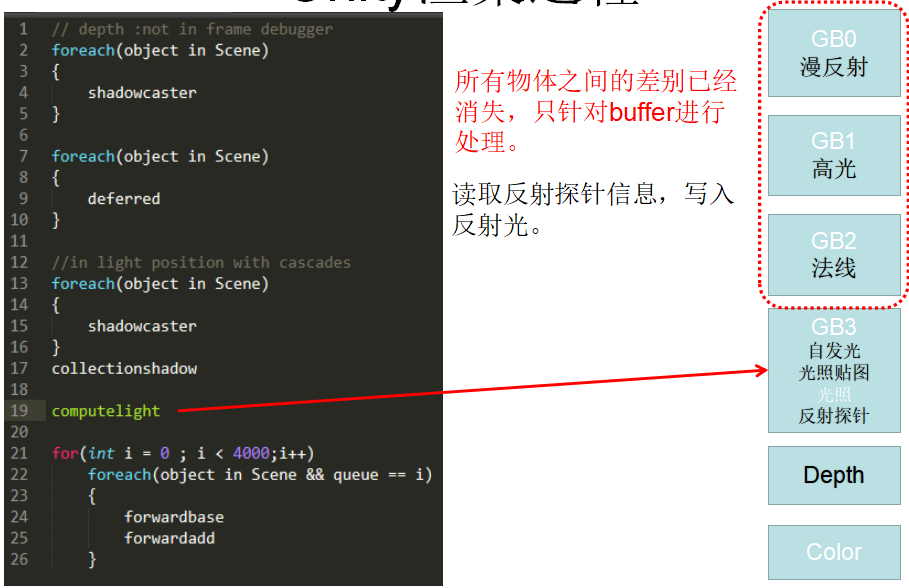 1 // depth :not in frame debugger
2 foreach(object in Scene)
3 {
4 shadowcaster
5 }
6
7 foreach(object in Scene)
8 {
9 deferred
10 }
11
12 //in light position with cascades
13 foreach(object in Scene)
14 {
15 shadowcaster
16 }
17 collectionshadow
18
19 computelight
20
21 for(int i = 0 ; i < 4000;i++)
22 foreach(object in Scene && queue == i)
23 {
24 forwardbase
25 forwardadd
26 }
所有物体之间的差别已经
消失，只针对buffer进行
处理。
读取反射探针信息，写入
反射光。
GB0
漫反射
GB1
高光
GB2
法线
GB3
自发光
光照贴图
光照
反射探针
Depth
Color